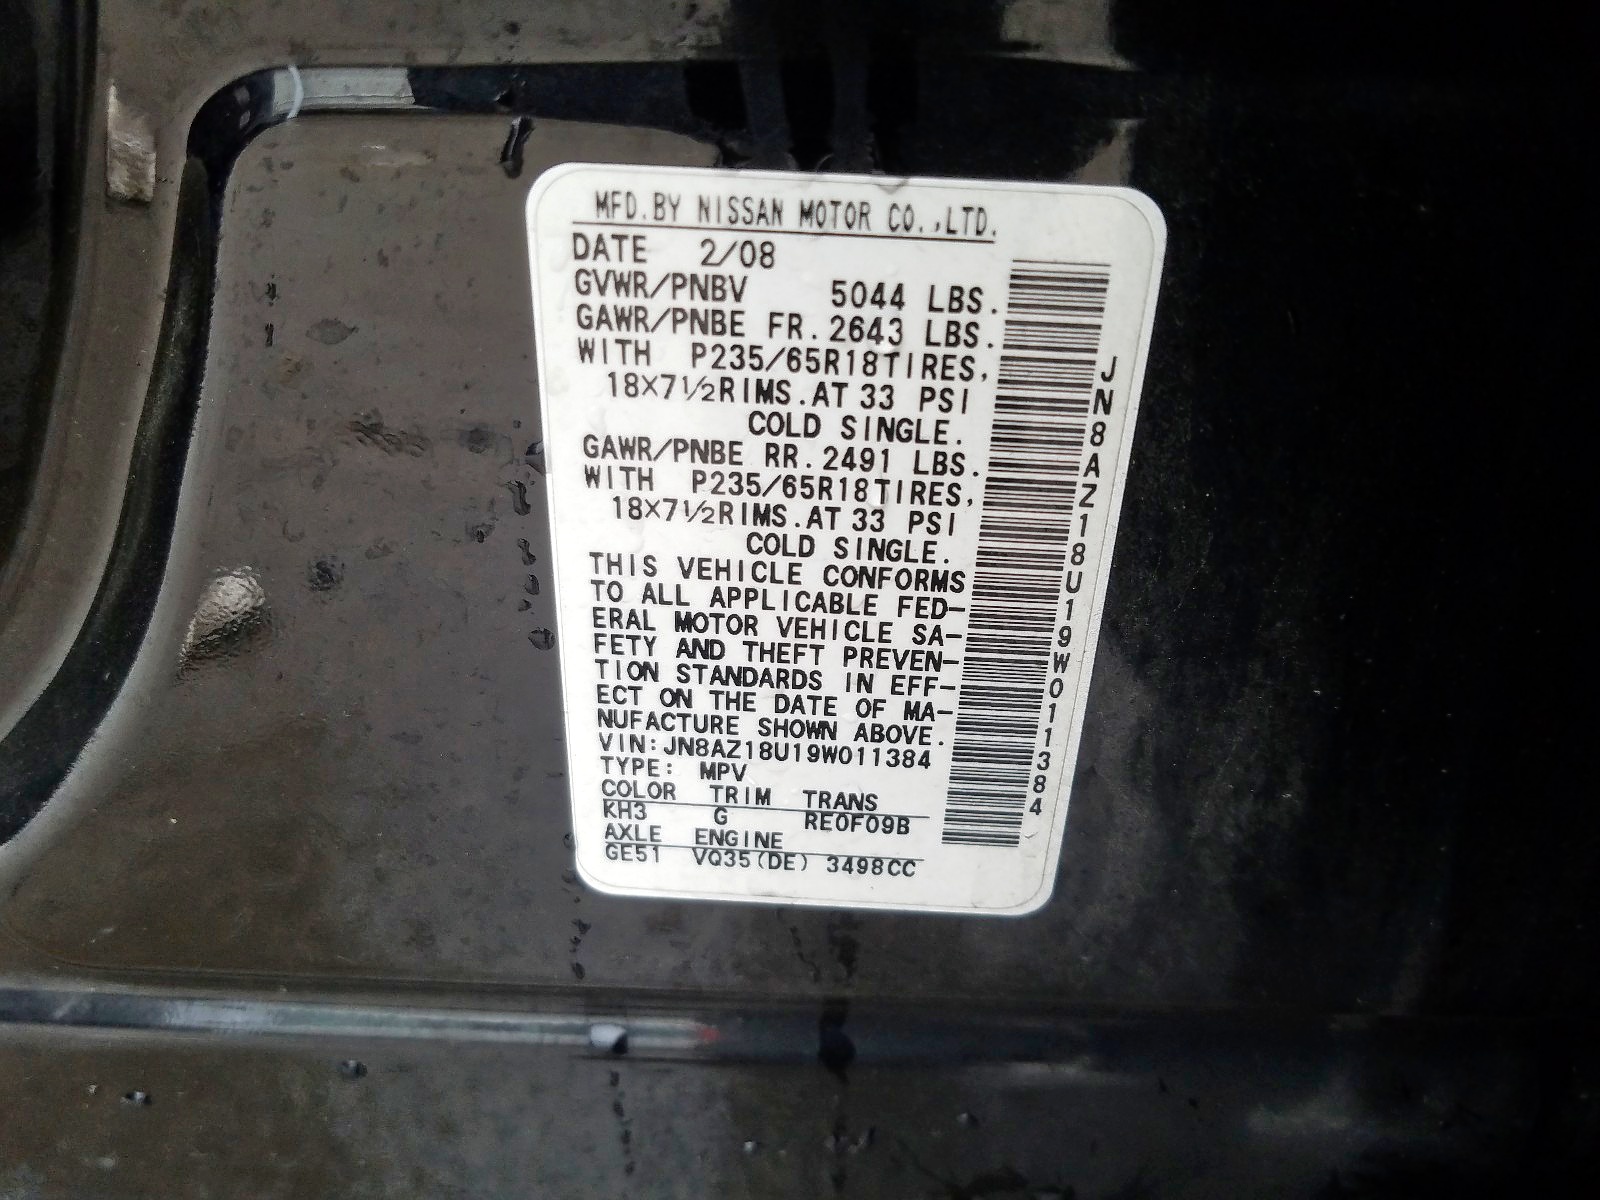 MFD.BY NISSAN MOTOR CO.,LTD.
DATE 2/08
GVWR/PNBV 5044 LBS.
GAWR/PNBE FR.2643 LBS.
WITH P235/65R18TIRES,
18X7½RIMS.AT 33 PSI
COLD SINGLE.
GAWR/PNBE RR.2491 LBS.
WITH P235/65R18TIRES,
18X7½RIMS.AT 33 PSI
COLD SINGLE.
THIS VEHICLE CONFORMS
TO ALL APPLICABLE FED-
ERAL MOTOR VEHICLE SA-
FETY AND THEFT PREVEN-
TION STANDARDS IN EFF-
ECT ON THE DATE OF MA-
NUFACTURE SHOWN ABOVE.
VIN:JN8AZ18U19W011384
TYPE: MPV
COLOR TRIM TRANS
KH3 G RE0F09B
AXLE ENGINE
GE51 VQ35(DE) 3498CC
JN8AZ18U19W011384